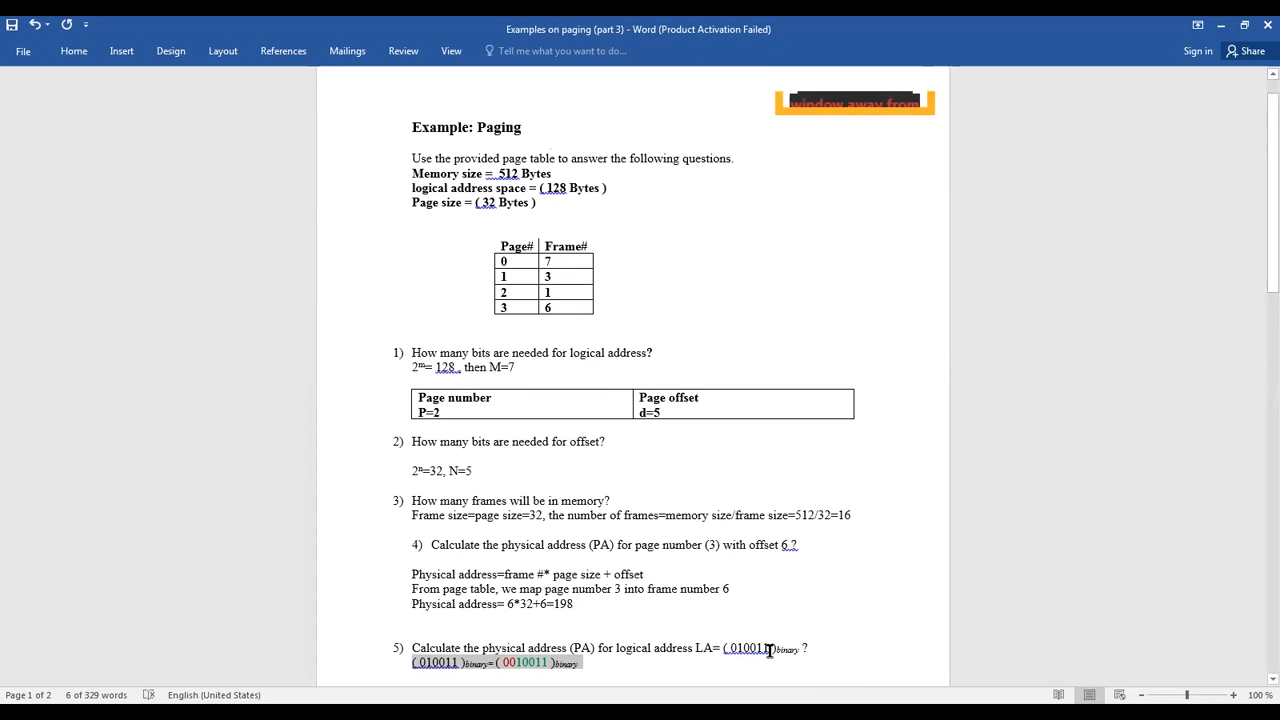 Examples on paging (part 3) - Word (Product Activation Failed)
File Home Insert Design Layout References Mailings Review View Tell me what you want to do... Sign in Share
window away from
Example: Paging
Use the provided page table to answer the following questions.
Memory size = 512 Bytes
logical address space = ( 128 Bytes )
Page size = ( 32 Bytes )
Page# Frame#
0 7
1 3
2 1
3 6
1) How many bits are needed for logical address?
2ᵐ= 128 , then M=7
Page number Page offset
P=2 d=5
2) How many bits are needed for offset?
2ⁿ=32, N=5
3) How many frames will be in memory?
Frame size=page size=32, the number of frames=memory size/frame size=512/32=16
4) Calculate the physical address (PA) for page number (3) with offset 6 ?
Physical address=frame #* page size + offset
From page table, we map page number 3 into frame number 6
Physical address= 6*32+6=198
5) Calculate the physical address (PA) for logical address LA= ( 010011 )binary ?
( 010011 )binary= ( 0010011 )binary
Page 1 of 2 6 of 329 words English (United States) 100 %